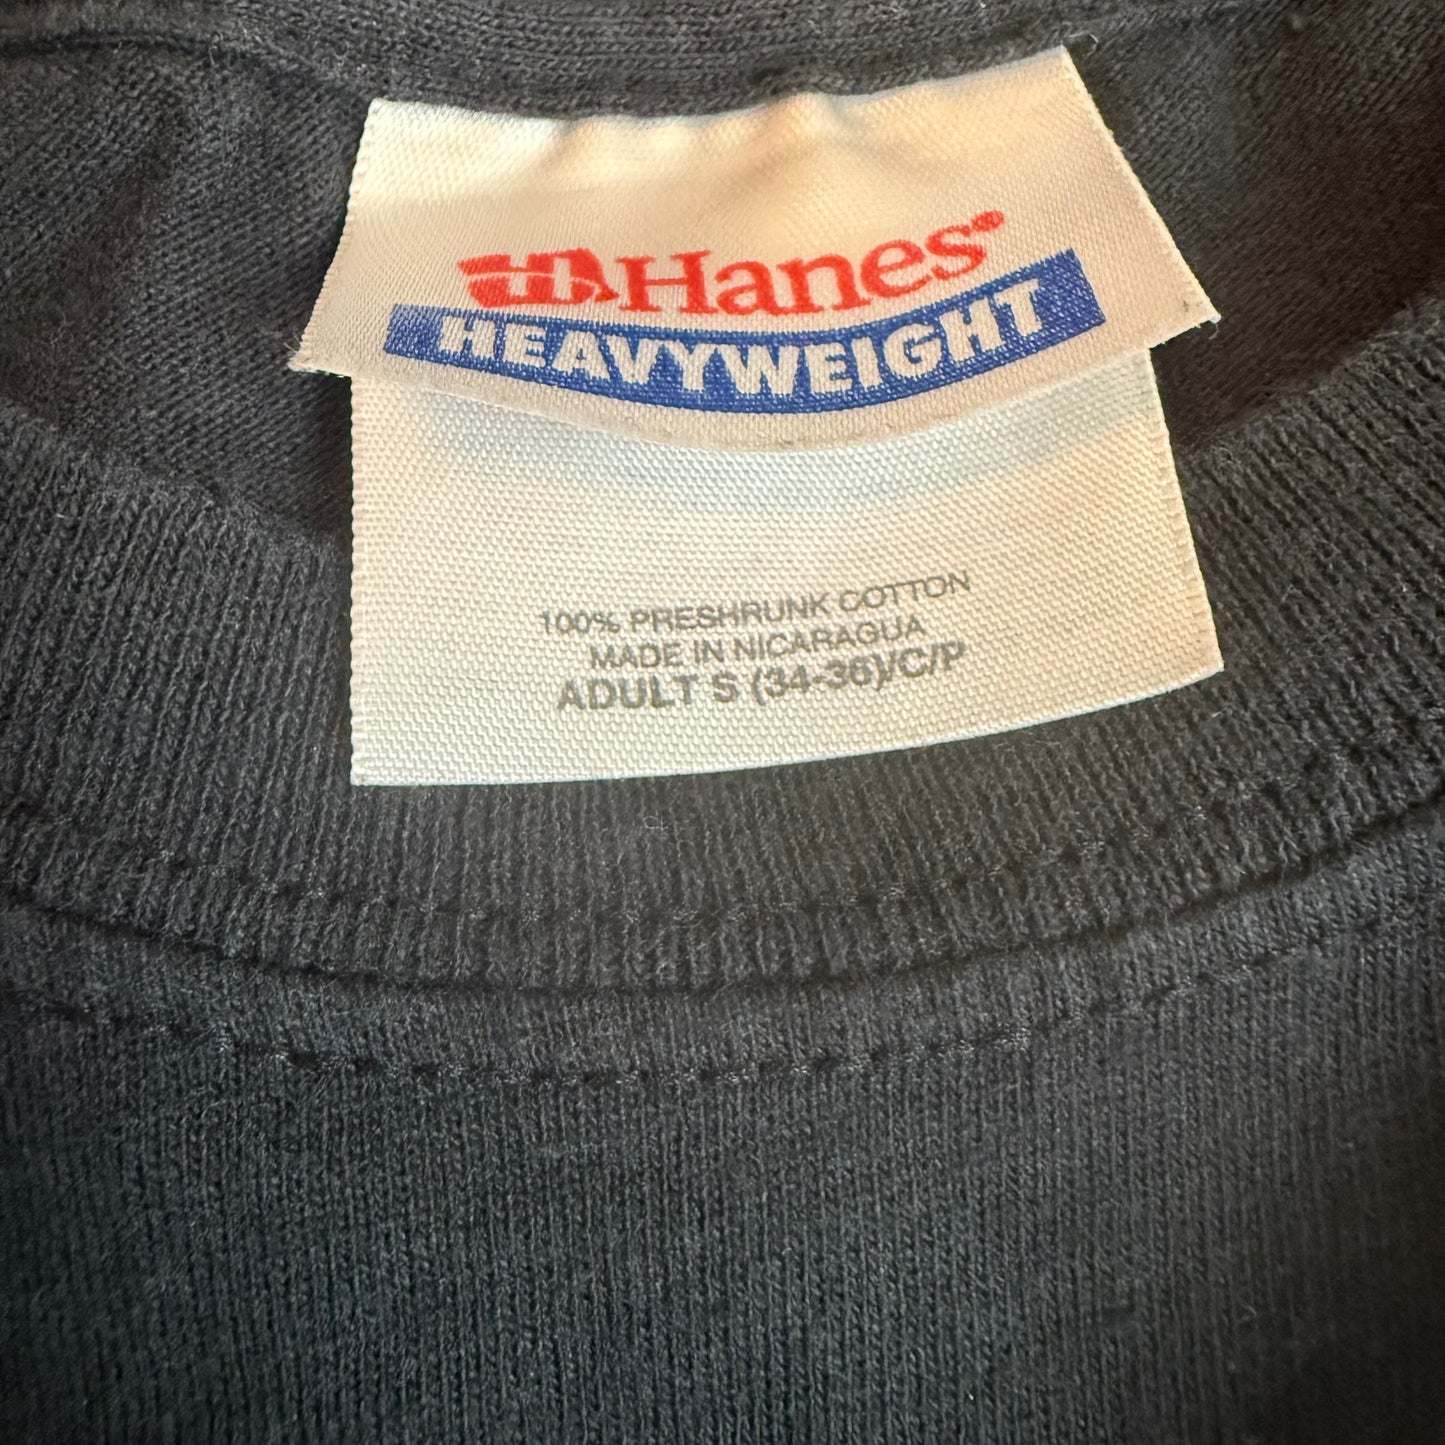 Hanes®
HEAVYWEIGHT
100% PRESHRUNK COTTON
MADE IN NICARAGUA
ADULT S (34-36)/C/P